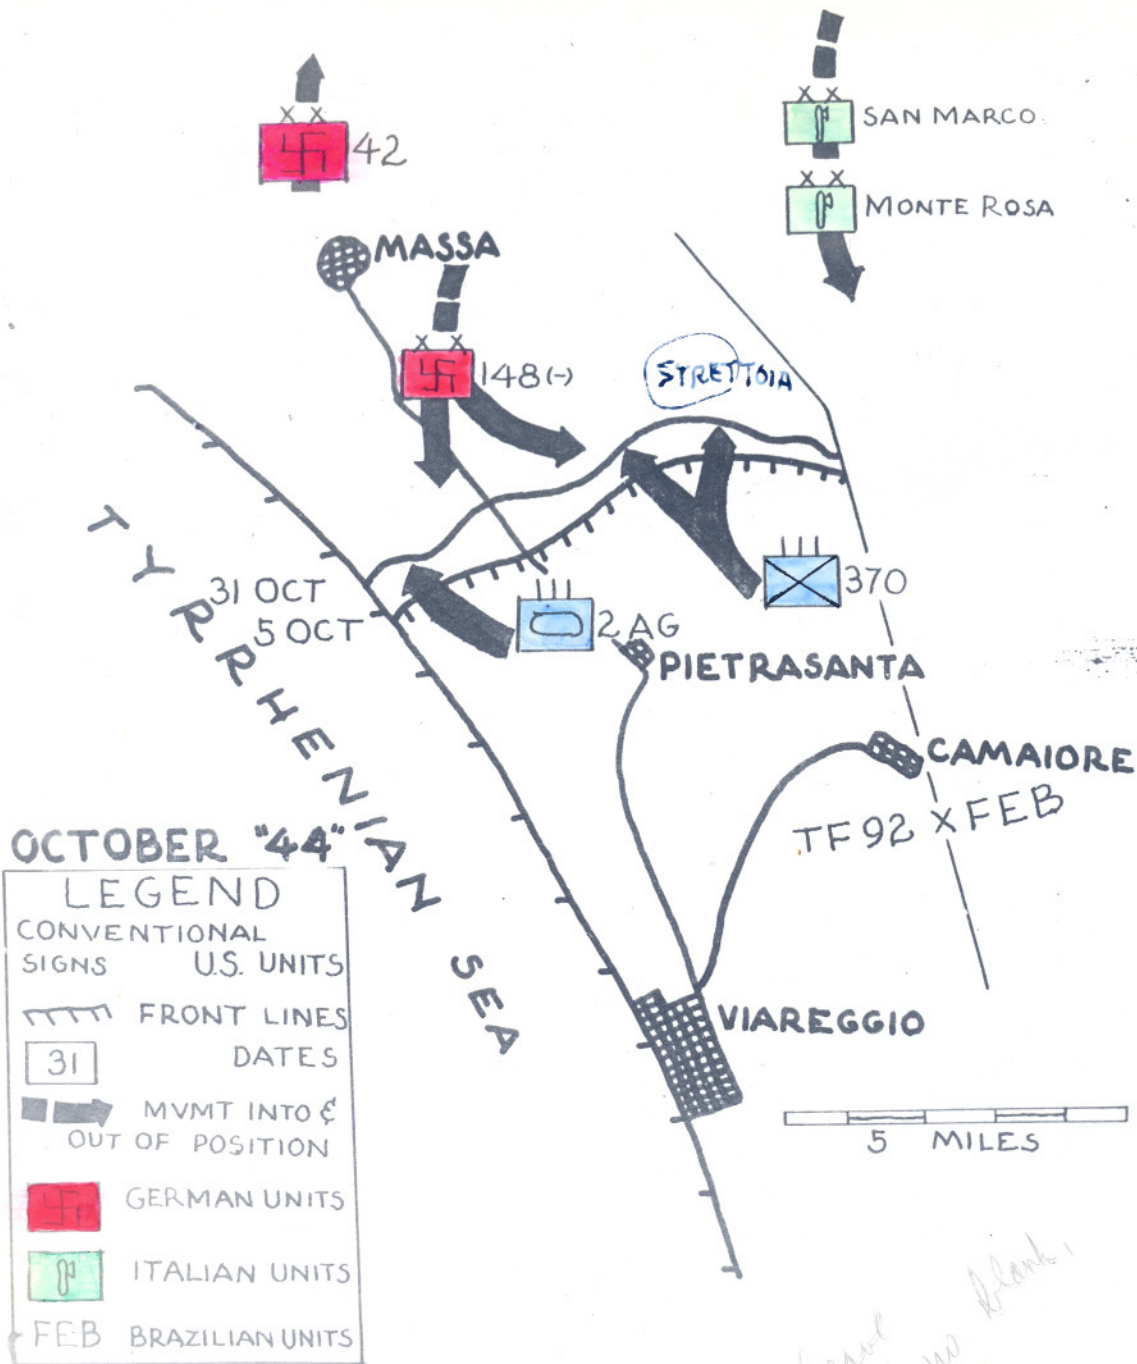 SAN MARCO
42
MONTE ROSA
MASSA
148(-)
STRETTOIA
370
31 OCT
5 OCT
2 AG
PIETRASANTA
TYRRHENIAN SEA
CAMAIORE
TF 92 X FEB
OCTOBER "44"
LEGEND
CONVENTIONAL
SIGNS U.S. UNITS
FRONT LINES
31 DATES
MVMT INTO &
OUT OF POSITION
GERMAN UNITS
ITALIAN UNITS
FEB BRAZILIAN UNITS
VIAREGGIO
5 MILES
blank